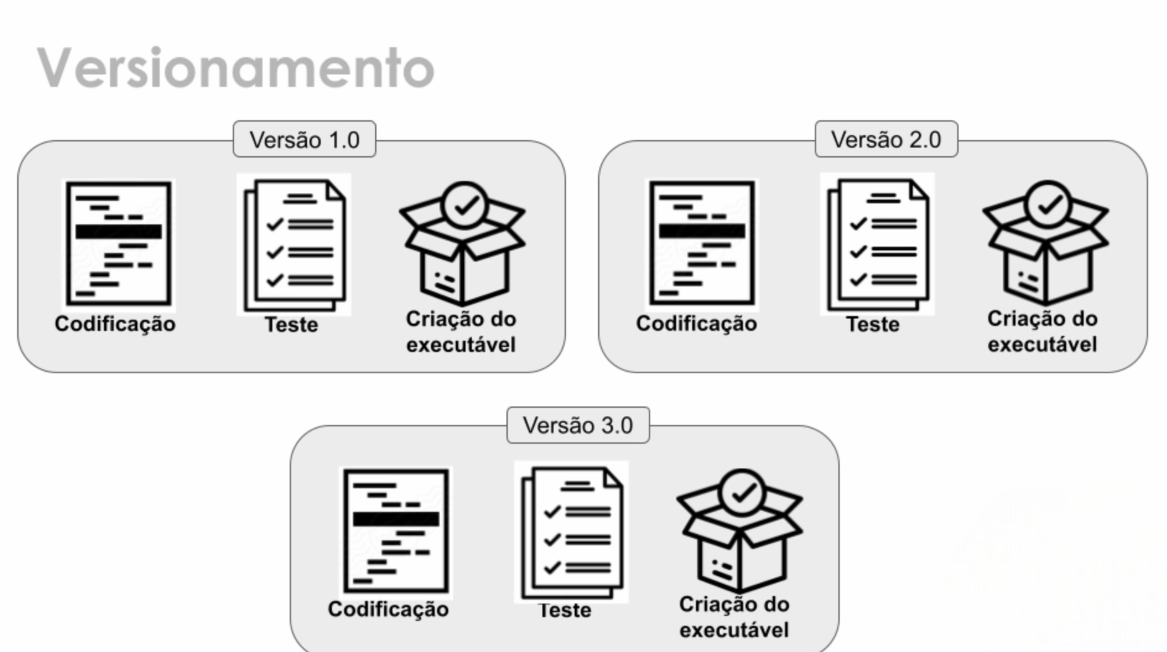 Versionamento
Versão 1.0
Codificação
Teste
Criação do
executável
Versão 2.0
Codificação
Teste
Criação do
executável
Versão 3.0
Codificação
Teste
Criação do
executável